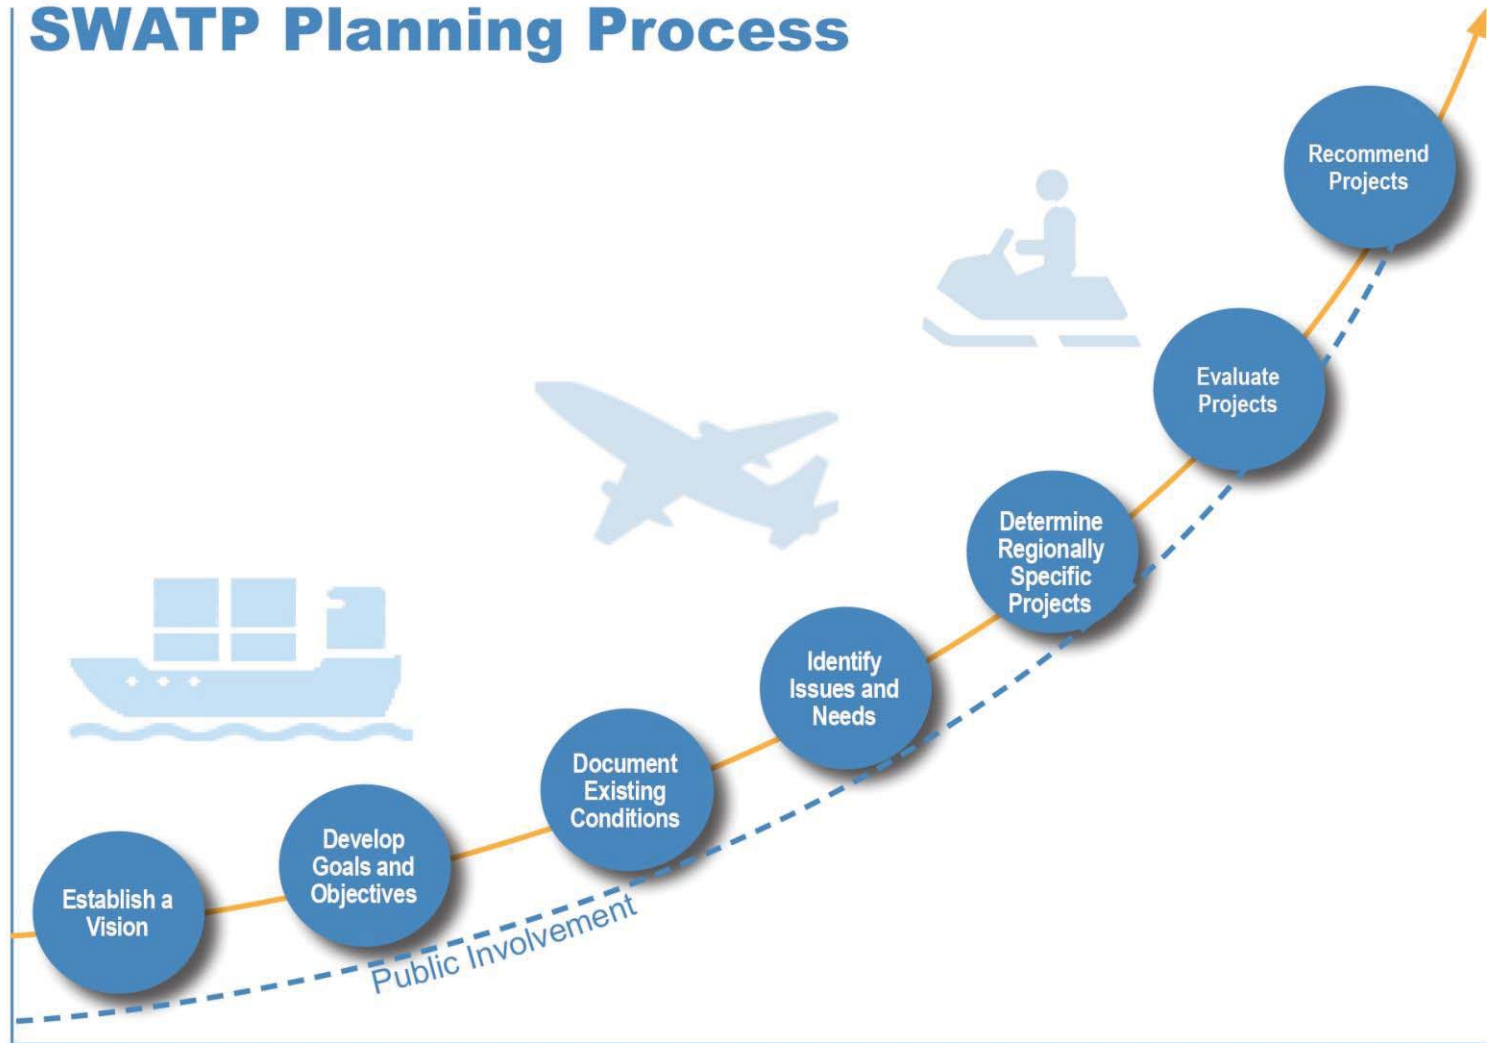 SWATP Planning Process
Recommend
Projects
Evaluate
Projects
Determine
Regionally
Specific
Projects
Identify
Issues and
Needs
Document
Existing
Conditions
Develop
Goals and
Objectives
Establish a
Vision
Public Involvement